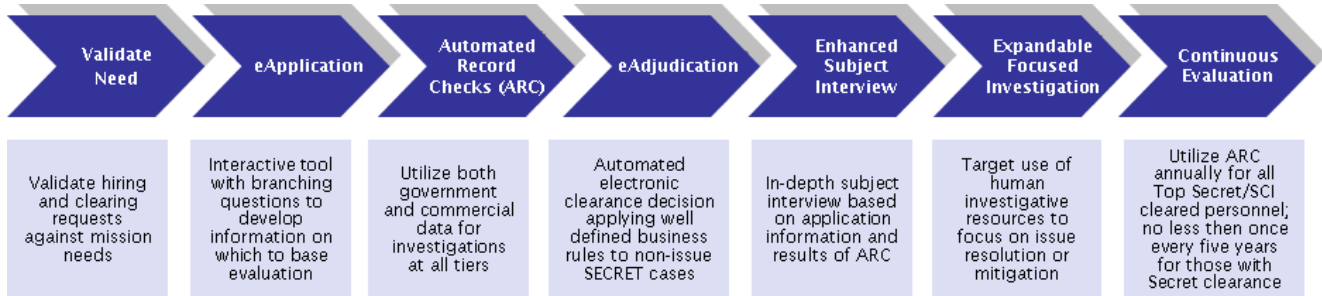 Validate
Need
eApplication
Automated
Record
Checks (ARC)
eAdjudication
Enhanced
Subject
Interview
Expandable
Focused
Investigation
Continuous
Evaluation
Validate hiring
and clearing
requests
against mission
needs
Interactive tool
with branching
questions to
develop
information on
which to base
evaluation
Utilize both
government
and commercial
data for
investigations
at all tiers
Automated
electronic
clearance decision
applying well
defined business
rules to non-issue
SECRET cases
In-depth subject
interview based
on application
information and
results of ARC
Target use of
human
investigative
resources to
focus on issue
resolution or
mitigation
Utilize ARC
annually for all
Top Secret/SCI
cleared personnel;
no less then once
every five years
for those with
Secret clearance